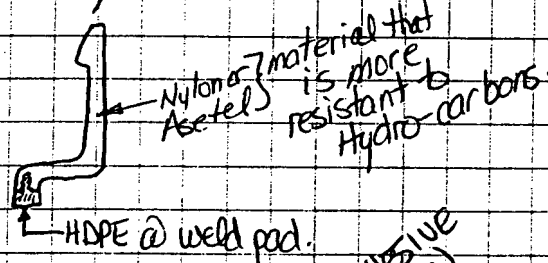 Nylon or } material that
Asetel } is more
resistant to
Hydro-carbons
HDPE @ weld pad.